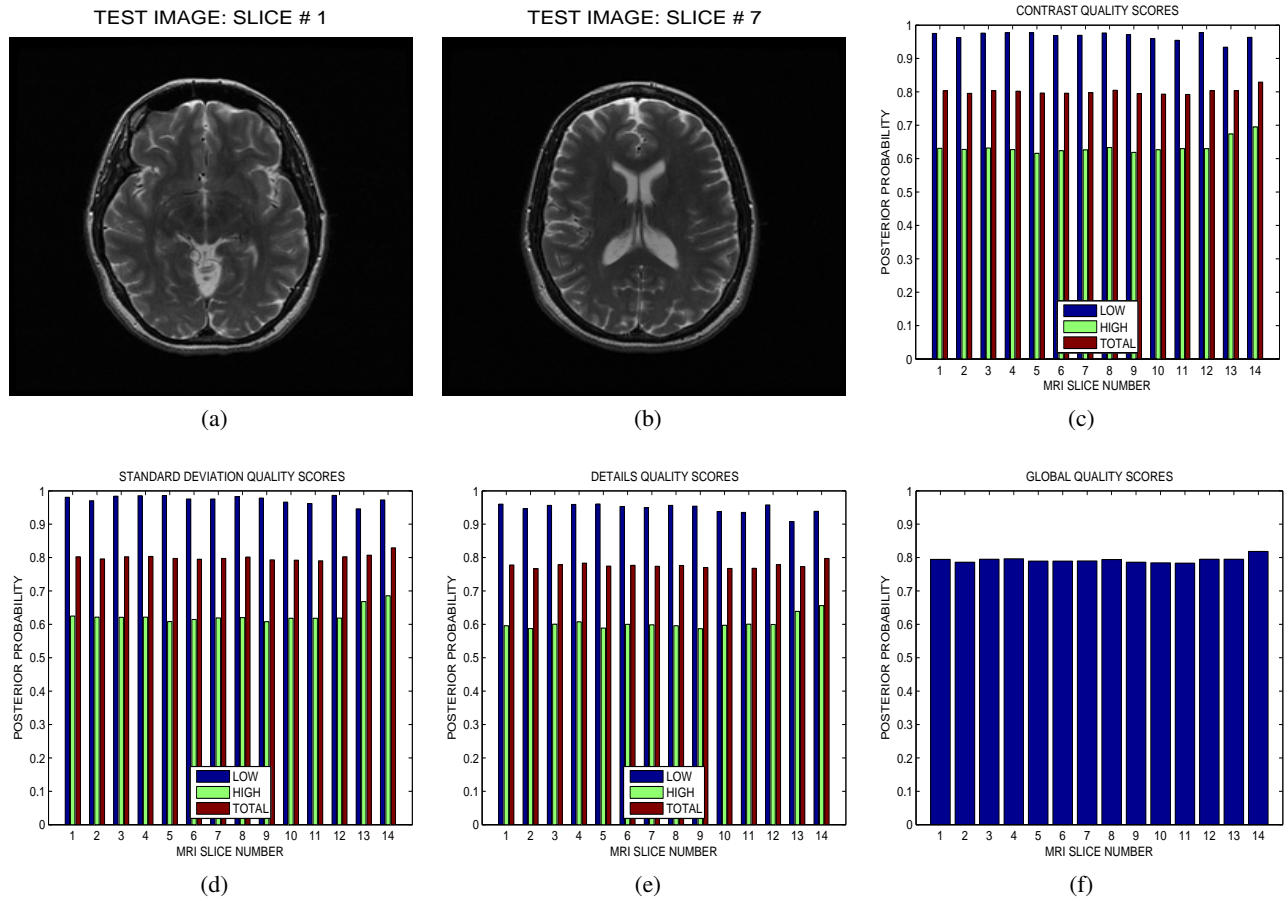 TEST IMAGE: SLICE # 1
(a)
TEST IMAGE: SLICE # 7
(b)
CONTRAST QUALITY SCORES
POSTERIOR PROBABILITY
1
0.9
0.8
0.7
0.6
0.5
0.4
0.3
0.2
0.1
0
LOW
HIGH
TOTAL
1 2 3 4 5 6 7 8 9 10 11 12 13 14
MRI SLICE NUMBER
(c)
STANDARD DEVIATION QUALITY SCORES
POSTERIOR PROBABILITY
1
0.9
0.8
0.7
0.6
0.5
0.4
0.3
0.2
0.1
0
LOW
HIGH
TOTAL
1 2 3 4 5 6 7 8 9 10 11 12 13 14
MRI SLICE NUMBER
(d)
DETAILS QUALITY SCORES
POSTERIOR PROBABILITY
1
0.9
0.8
0.7
0.6
0.5
0.4
0.3
0.2
0.1
0
LOW
HIGH
TOTAL
1 2 3 4 5 6 7 8 9 10 11 12 13 14
MRI SLICE NUMBER
(e)
GLOBAL QUALITY SCORES
POSTERIOR PROBABILITY
1
0.9
0.8
0.7
0.6
0.5
0.4
0.3
0.2
0.1
0
1 2 3 4 5 6 7 8 9 10 11 12 13 14
MRI SLICE NUMBER
(f)